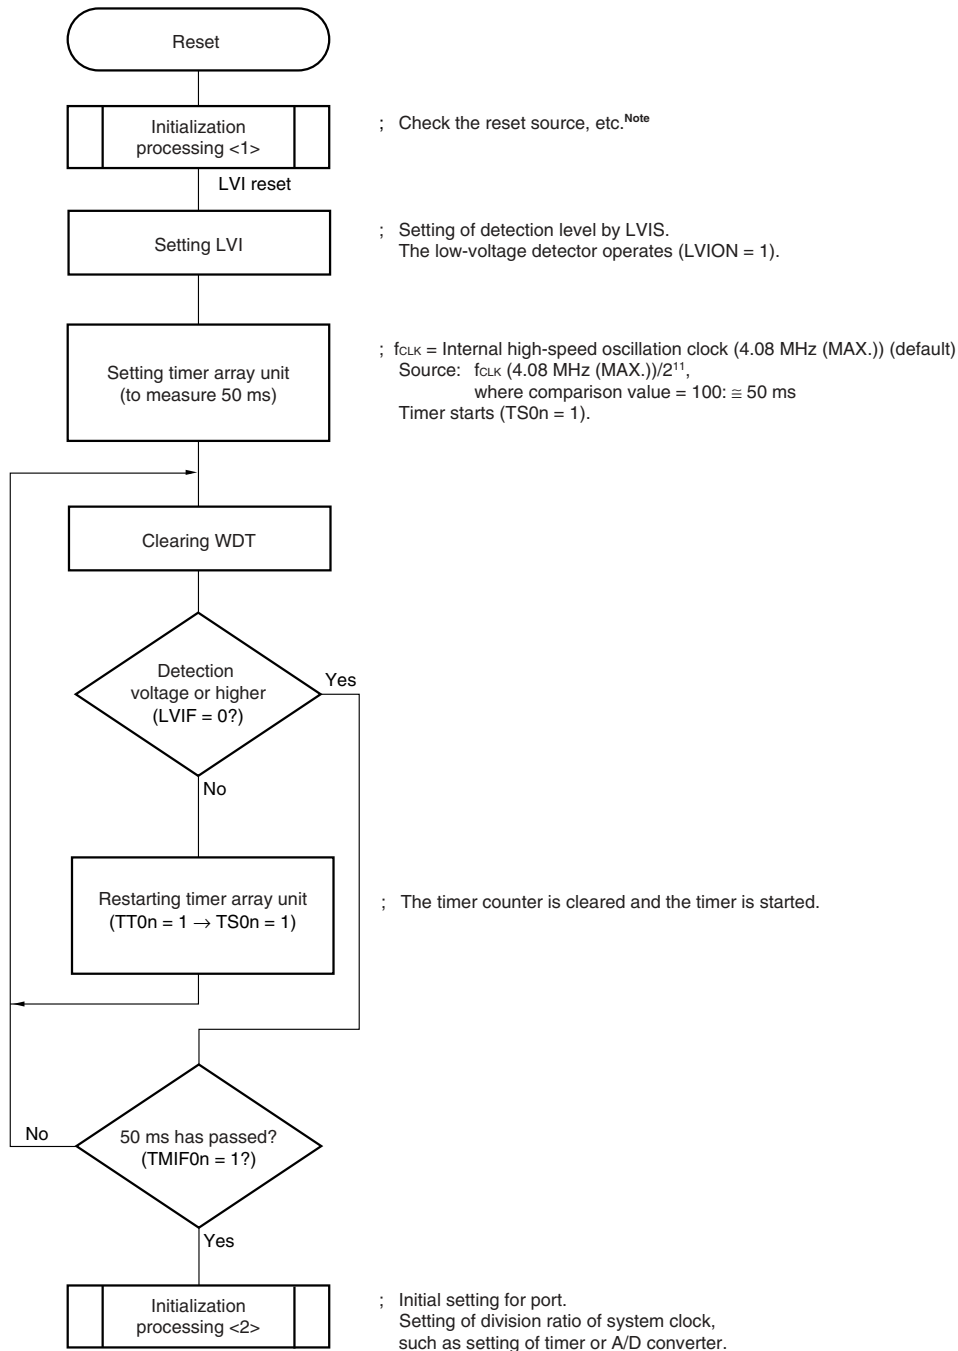 Reset
Initialization
processing <1>
; Check the reset source, etc.Note
LVI reset
Setting LVI
; Setting of detection level by LVIS.
The low-voltage detector operates (LVION = 1).
Setting timer array unit
(to measure 50 ms)
; fCLK = Internal high-speed oscillation clock (4.08 MHz (MAX.)) (default)
Source: fCLK (4.08 MHz (MAX.))/2¹¹,
where comparison value = 100: ≅ 50 ms
Timer starts (TS0n = 1).
Clearing WDT
Detection
voltage or higher
(LVIF = 0?)
Yes
No
Restarting timer array unit
(TT0n = 1 → TS0n = 1)
; The timer counter is cleared and the timer is started.
No
50 ms has passed?
(TMIF0n = 1?)
Yes
Initialization
processing <2>
; Initial setting for port.
Setting of division ratio of system clock,
such as setting of timer or A/D converter.